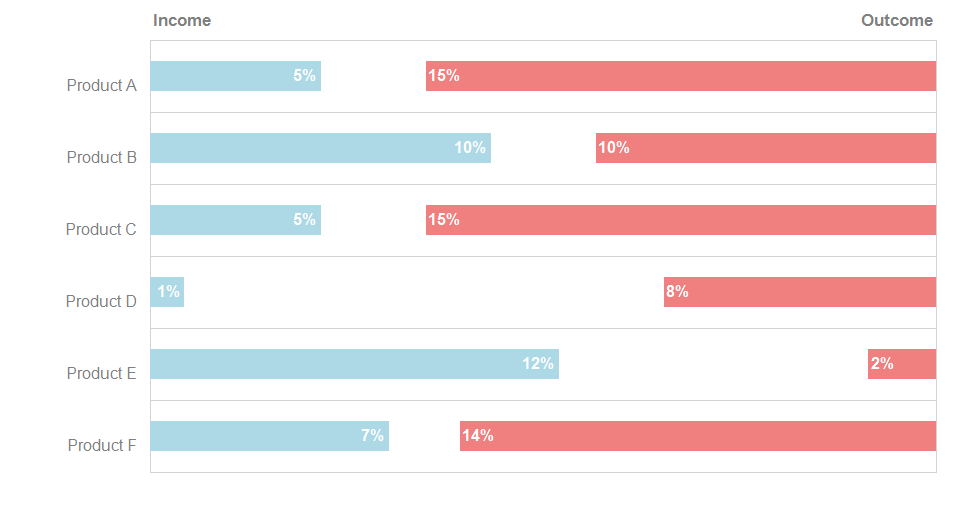 Income Outcome
Product A 5% 15%
Product B 10% 10%
Product C 5% 15%
Product D 1% 8%
Product E 12% 2%
Product F 7% 14%